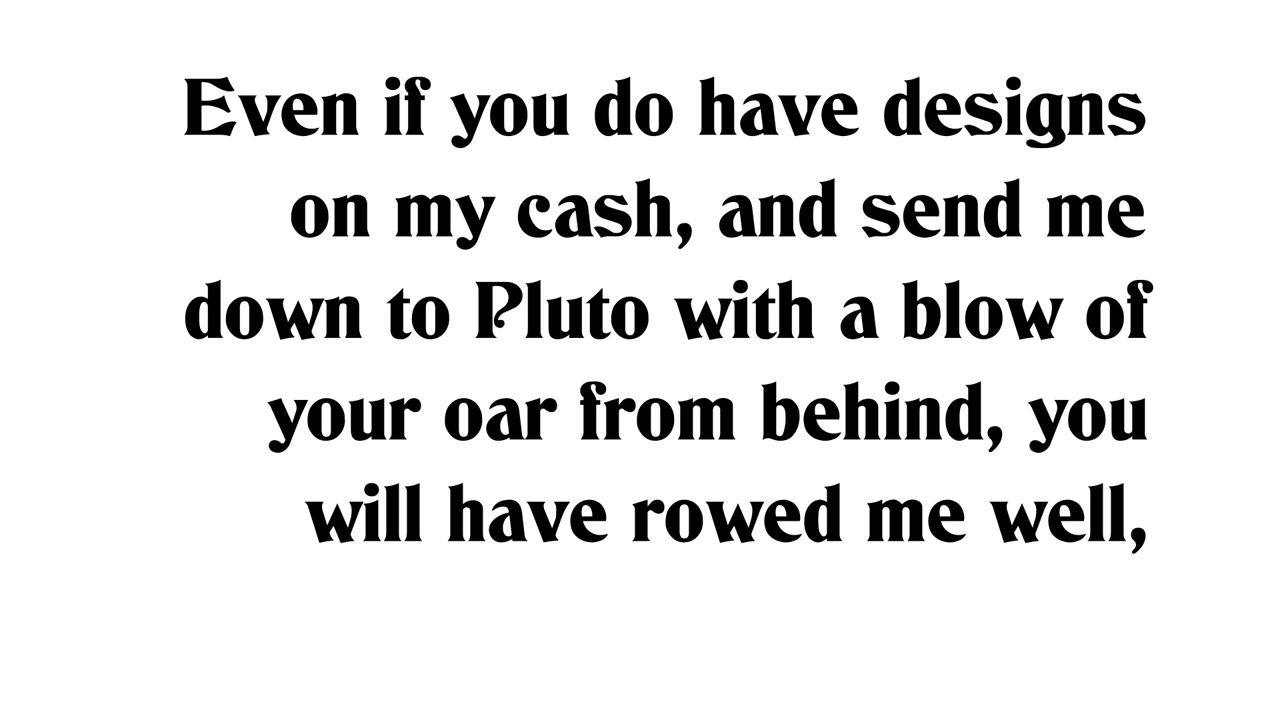 Even if you do have designs
on my cash, and send me
down to Pluto with a blow of
your oar from behind, you
will have rowed me well,